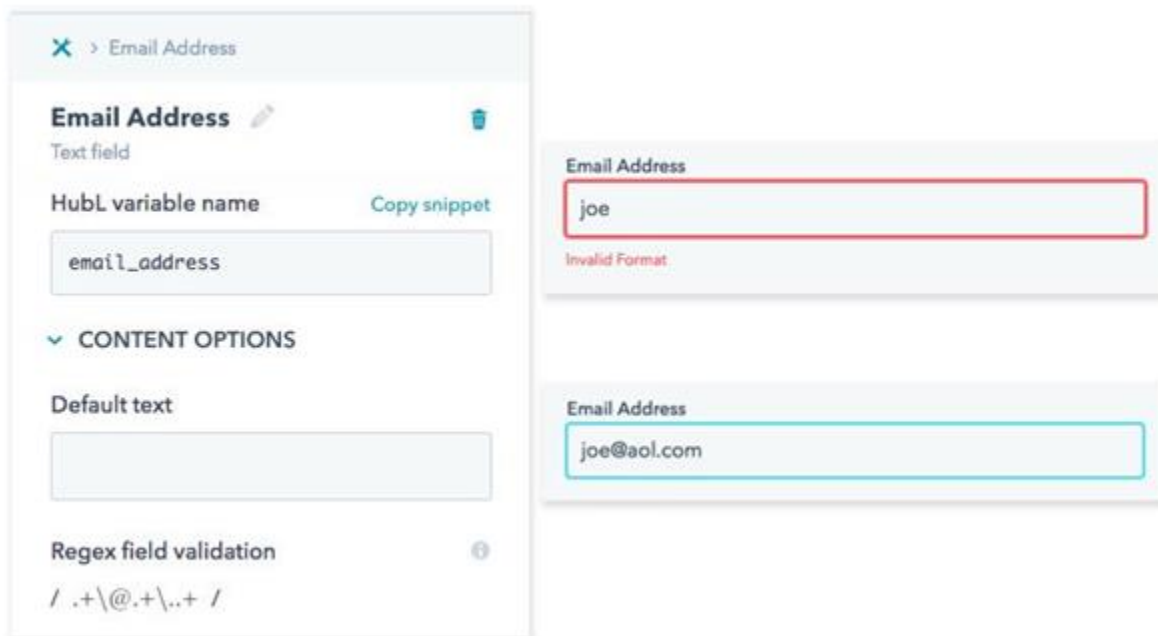 > Email Address
Email Address
Text field
HubL variable name
Copy snippet
email_address
CONTENT OPTIONS
Default text
Regex field validation
/ .+\@.+\..+ /
Email Address
joe
Invalid Format
Email Address
joe@aol.com